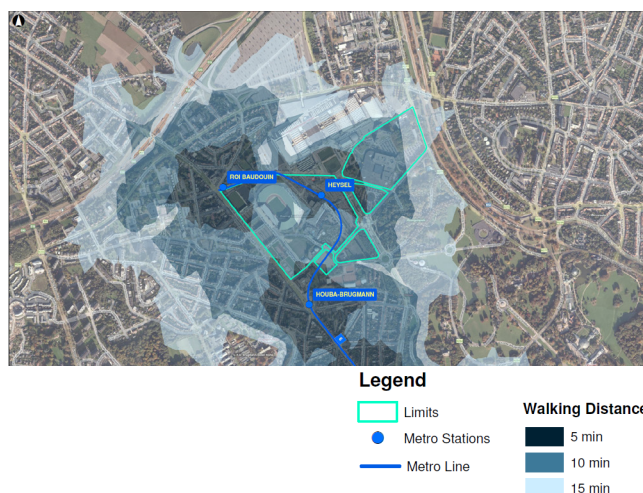 ROI BAUDOUIN
HEYSEL
HOUBA-BRUGMANN
Legend
Limits
Metro Stations
Metro Line
Walking Distance
5 min
10 min
15 min